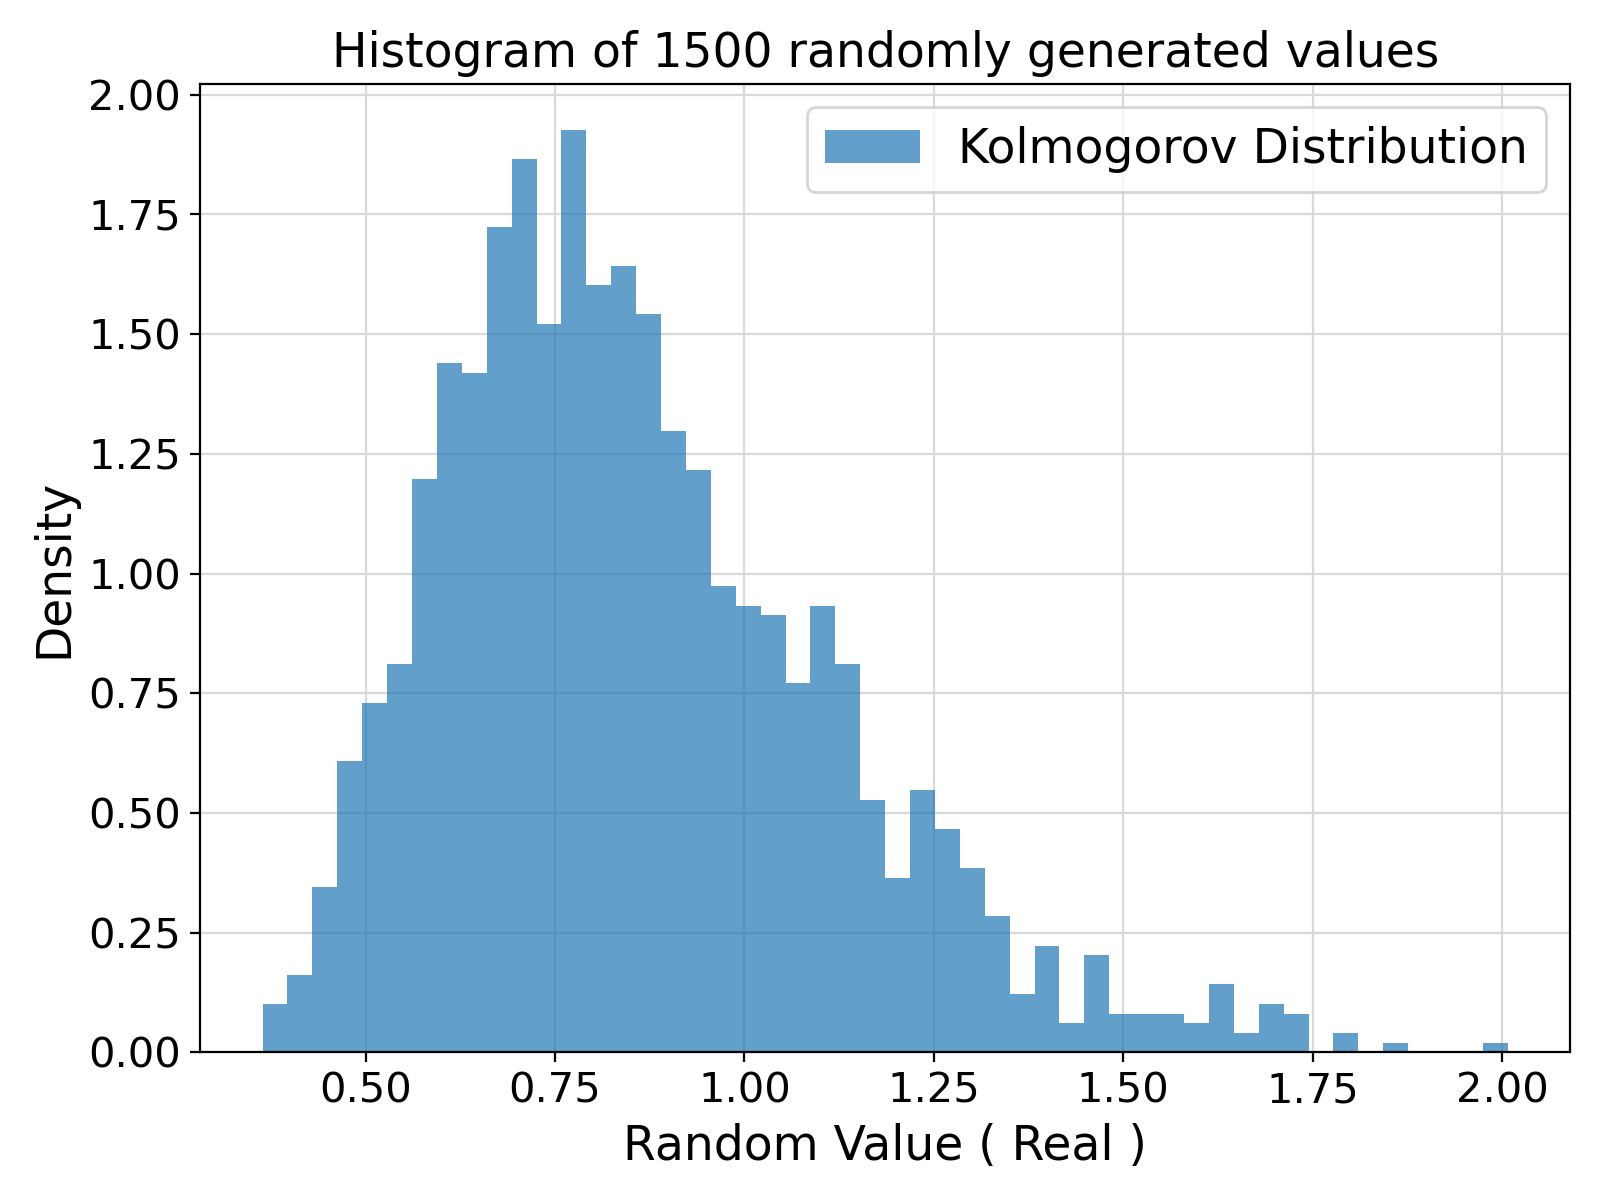 Histogram of 1500 randomly generated values
Kolmogorov Distribution
2.00
1.75
1.50
1.25
1.00
0.75
0.50
0.25
0.00
Density
0.50 0.75 1.00 1.25 1.50 1.75 2.00
Random Value ( Real )